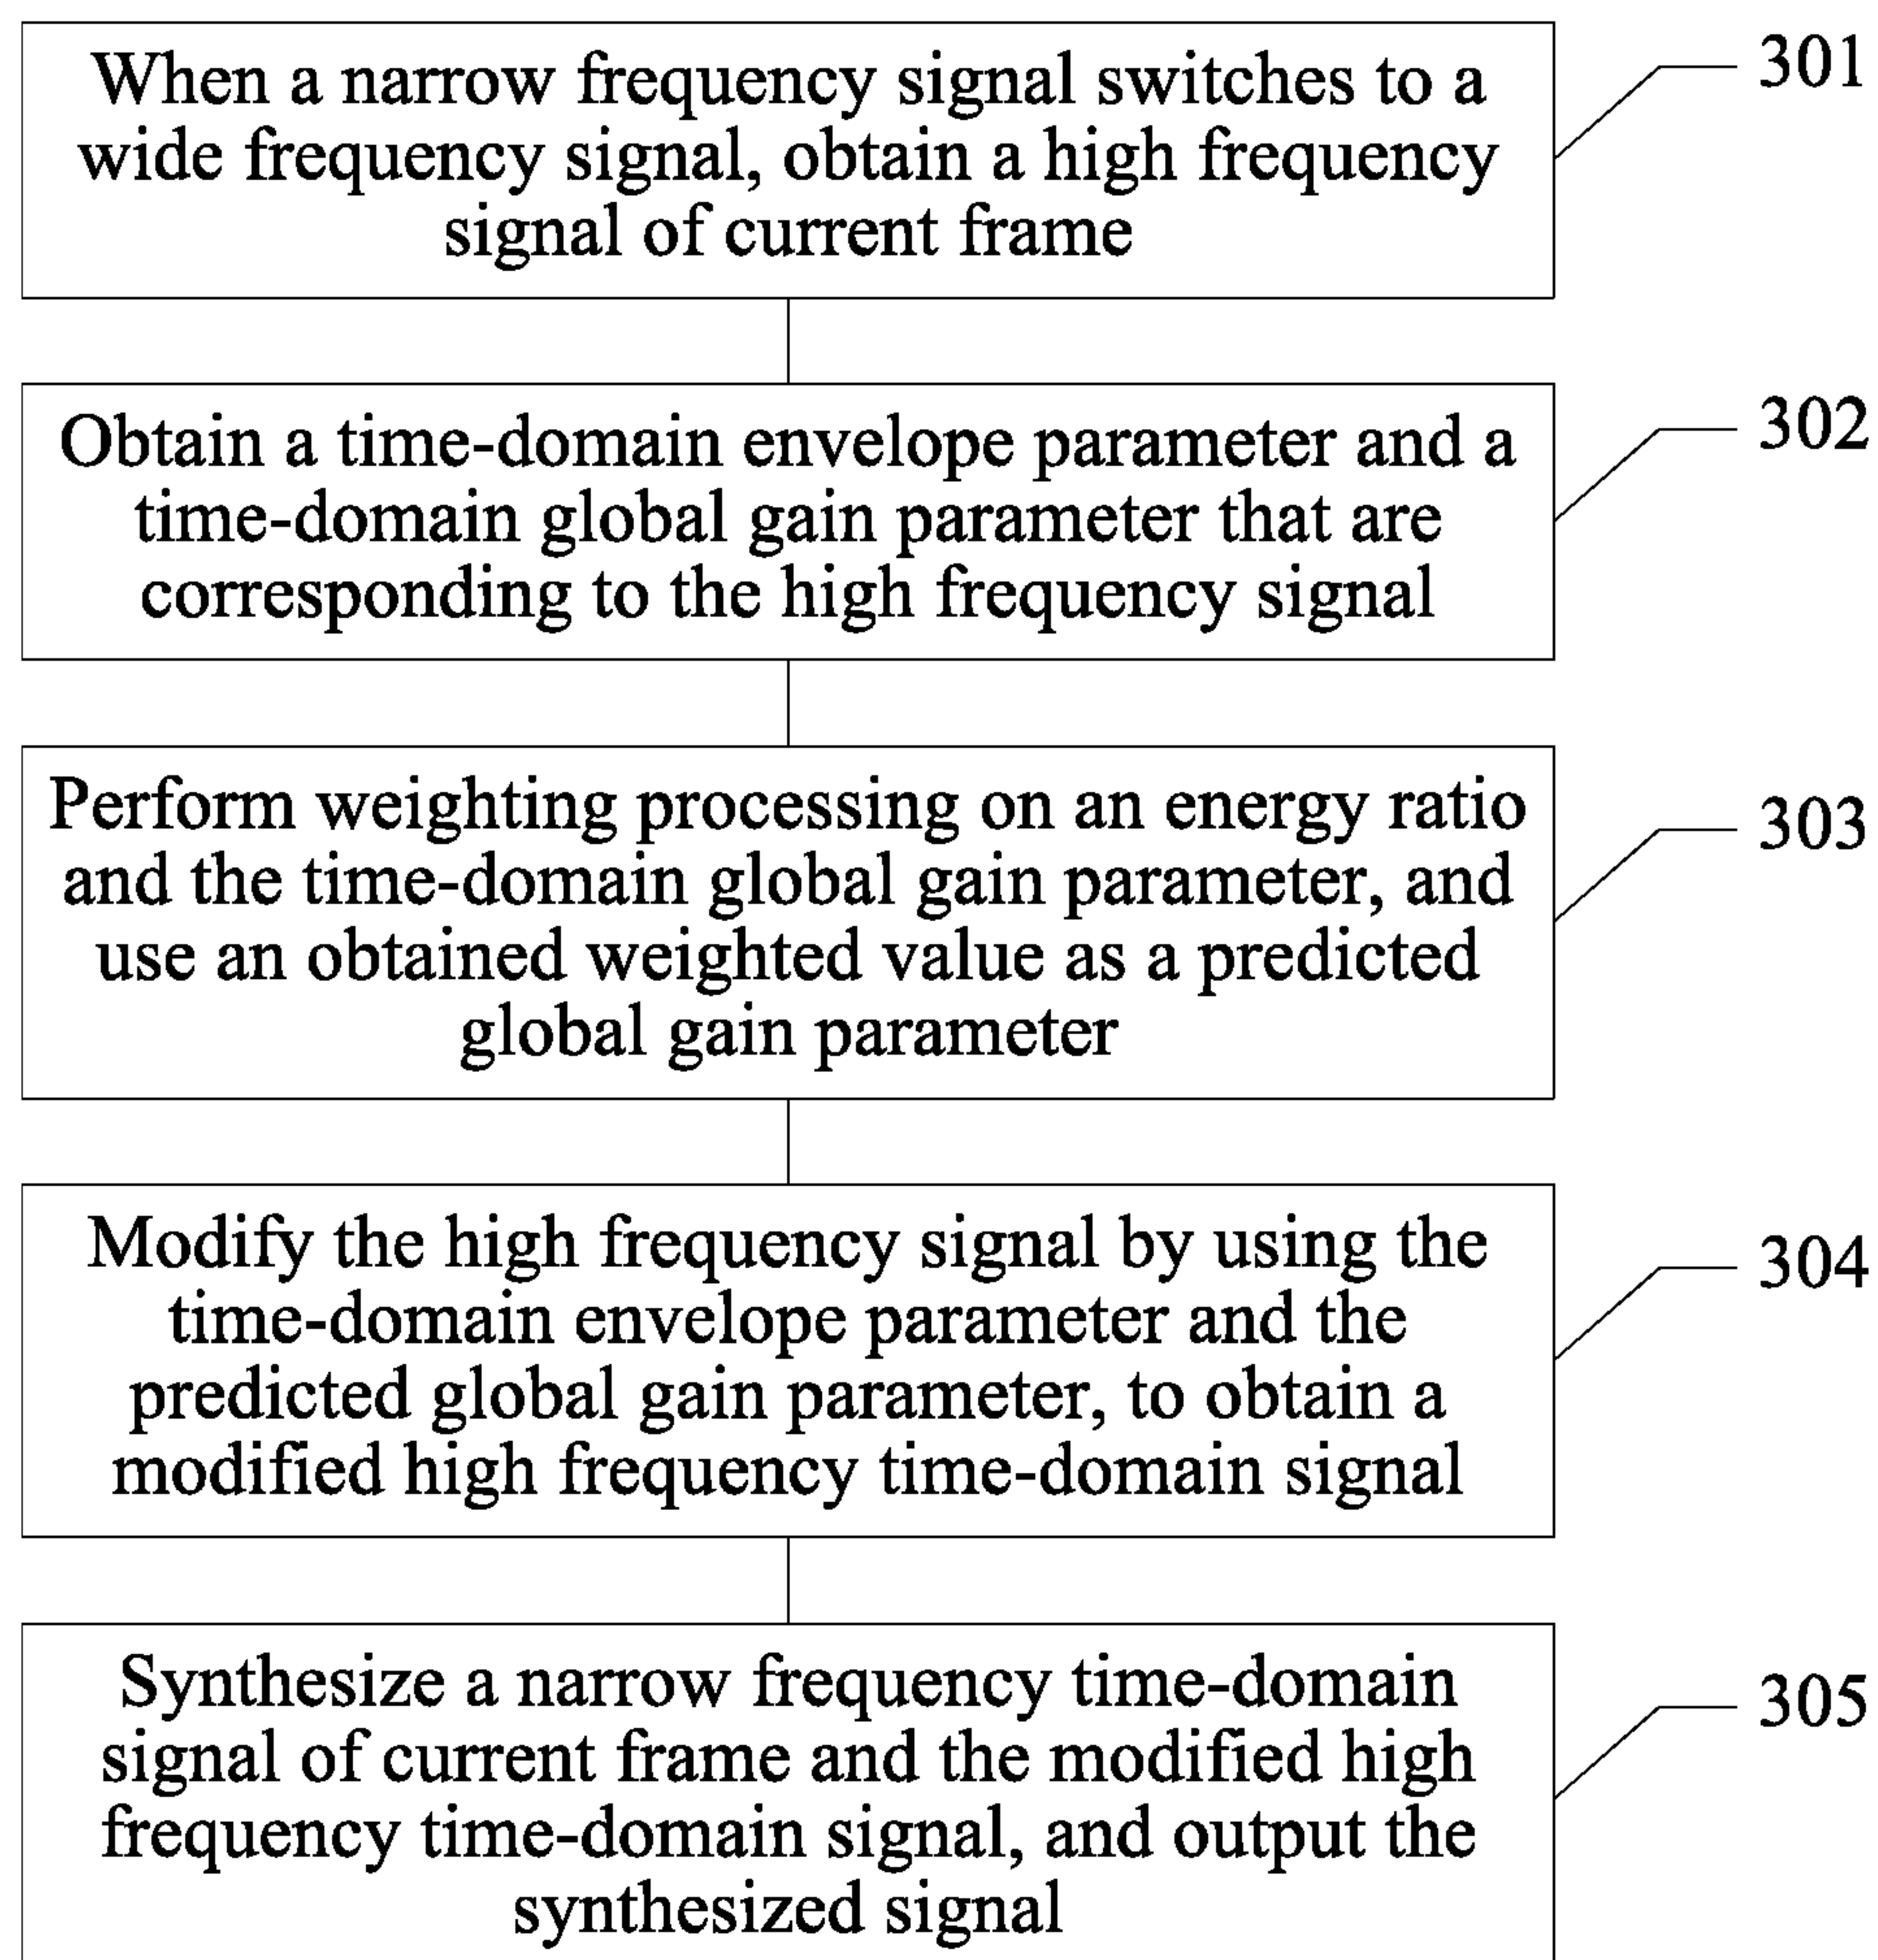 When a narrow frequency signal switches to a
wide frequency signal, obtain a high frequency
signal of current frame
301
Obtain a time-domain envelope parameter and a
time-domain global gain parameter that are
corresponding to the high frequency signal
302
Perform weighting processing on an energy ratio
and the time-domain global gain parameter, and
use an obtained weighted value as a predicted
global gain parameter
303
Modify the high frequency signal by using the
time-domain envelope parameter and the
predicted global gain parameter, to obtain a
modified high frequency time-domain signal
304
Synthesize a narrow frequency time-domain
signal of current frame and the modified high
frequency time-domain signal, and output the
synthesized signal
305